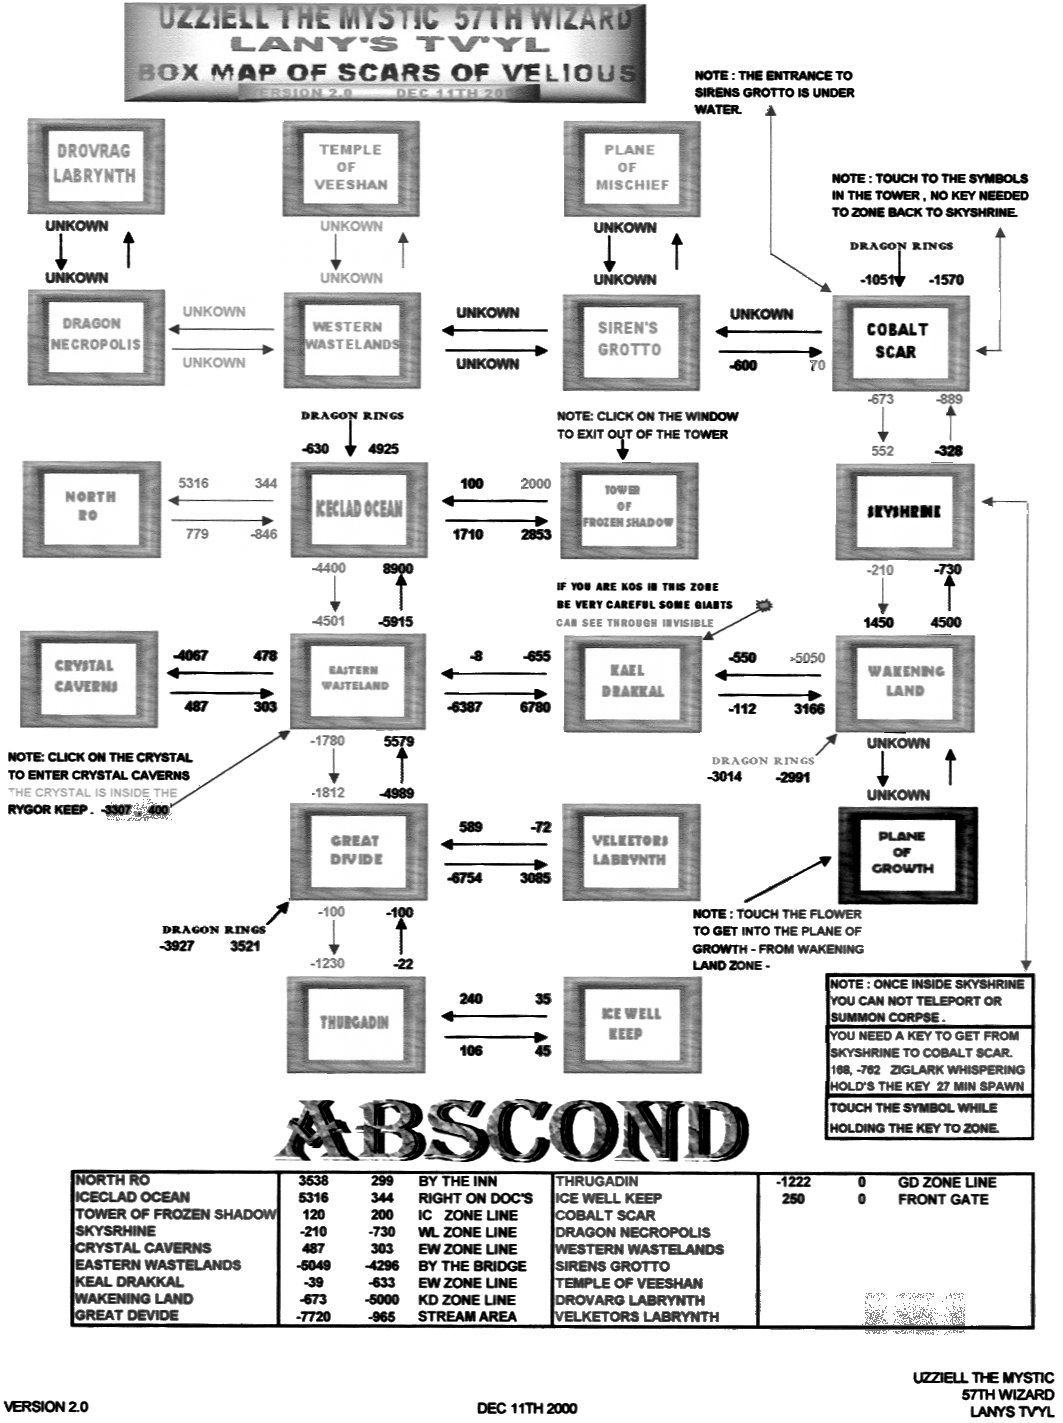 UZZIELL THE MYSTIC 57TH WIZARD
LANY'S TV'YL
BOX MAP OF SCARS OF VELIOUS
VERSION 2.0 DEC 11TH
NOTE : THE ENTRANCE TO
SIRENS GROTTO IS UNDER
WATER.
DROVRAG
LABRYNTH
TEMPLE
OF
VEESHAN
PLANE
OF
MISCHIEF
NOTE : TOUCH TO THE SYMBOLS
IN THE TOWER , NO KEY NEEDED
TO ZONE BACK TO SKYSHRINE.
UNKOWN
UNKOWN
UNKOWN
UNKOWN
UNKOWN
UNKOWN
DRAGON RINGS
-1051 -1570
DRAGON
NECROPOLIS
UNKOWN
UNKOWN
WESTERN
WASTELANDS
UNKOWN
UNKOWN
SIREN'S
GROTTO
UNKOWN
-600 70
COBALT
SCAR
-673 -889
552 -328
DRAGON RINGS
-630 4925
NOTE: CLICK ON THE WINDOW
TO EXIT OUT OF THE TOWER
NORTH
RO
5316 344
779 -846
ICECLAD OCEAN
100 2000
1710 2853
TOWER
OF
FROZEN SHADOW
SKYSHRINE
-4400 8900
-4501 -5915
IF YOU ARE KOS IN THIS ZONE
BE VERY CAREFUL SOME GIANTS
CAN SEE THROUGH INVISIBLE
-210 -730
1450 4500
CRYSTAL
CAVERNS
-4067 478
487 303
EASTERN
WASTELAND
-8 -655
-6387 6780
KAEL
DRAKKAL
-550 -5050
-112 3166
WAKENING
LAND
NOTE: CLICK ON THE CRYSTAL
TO ENTER CRYSTAL CAVERNS
THE CRYSTAL IS INSIDE THE
RYGOR KEEP . -3307 , 400
-1780 5579
-1812 -4989
DRAGON RINGS
-3014 -2991
UNKOWN
UNKOWN
GREAT
DIVIDE
589 -72
-6754 3085
VELKETORS
LABRYNTH
PLANE
OF
GROWTH
DRAGON RINGS
-3927 3521
-100 -100
-1230 -22
NOTE : TOUCH THE FLOWER
TO GET INTO THE PLANE OF
GROWTH - FROM WAKENING
LAND ZONE -
THURGADIN
240 35
106 45
ICE WELL
KEEP
NOTE : ONCE INSIDE SKYSHRINE
YOU CAN NOT TELEPORT OR
SUMMON CORPSE .
YOU NEED A KEY TO GET FROM
SKYSHRINE TO COBALT SCAR.
168, -762 ZIGLARK WHISPERING
HOLD'S THE KEY 27 MIN SPAWN
TOUCH THE SYMBOL WHILE
HOLDING THE KEY TO ZONE.
ABSCOND
NORTH RO 3538 299 BY THE INN THRUGADIN -1222 0 GD ZONE LINE
ICECLAD OCEAN 5316 344 RIGHT ON DOC'S ICE WELL KEEP 250 0 FRONT GATE
TOWER OF FROZEN SHADOW 120 200 IC ZONE LINE COBALT SCAR
SKYSRHINE -210 -730 WL ZONE LINE DRAGON NECROPOLIS
CRYSTAL CAVERNS 487 303 EW ZONE LINE WESTERN WASTELANDS
EASTERN WASTELANDS -5049 -4296 BY THE BRIDGE SIRENS GROTTO
KEAL DRAKKAL -39 -633 EW ZONE LINE TEMPLE OF VEESHAN
WAKENING LAND -673 -5000 KD ZONE LINE DROVARG LABRYNTH
GREAT DEVIDE -7720 -965 STREAM AREA VELKETORS LABRYNTH
UZZIELL THE MYSTIC
57TH WIZARD
LANYS TV'YL
VERSION 2.0 DEC 11TH 2000